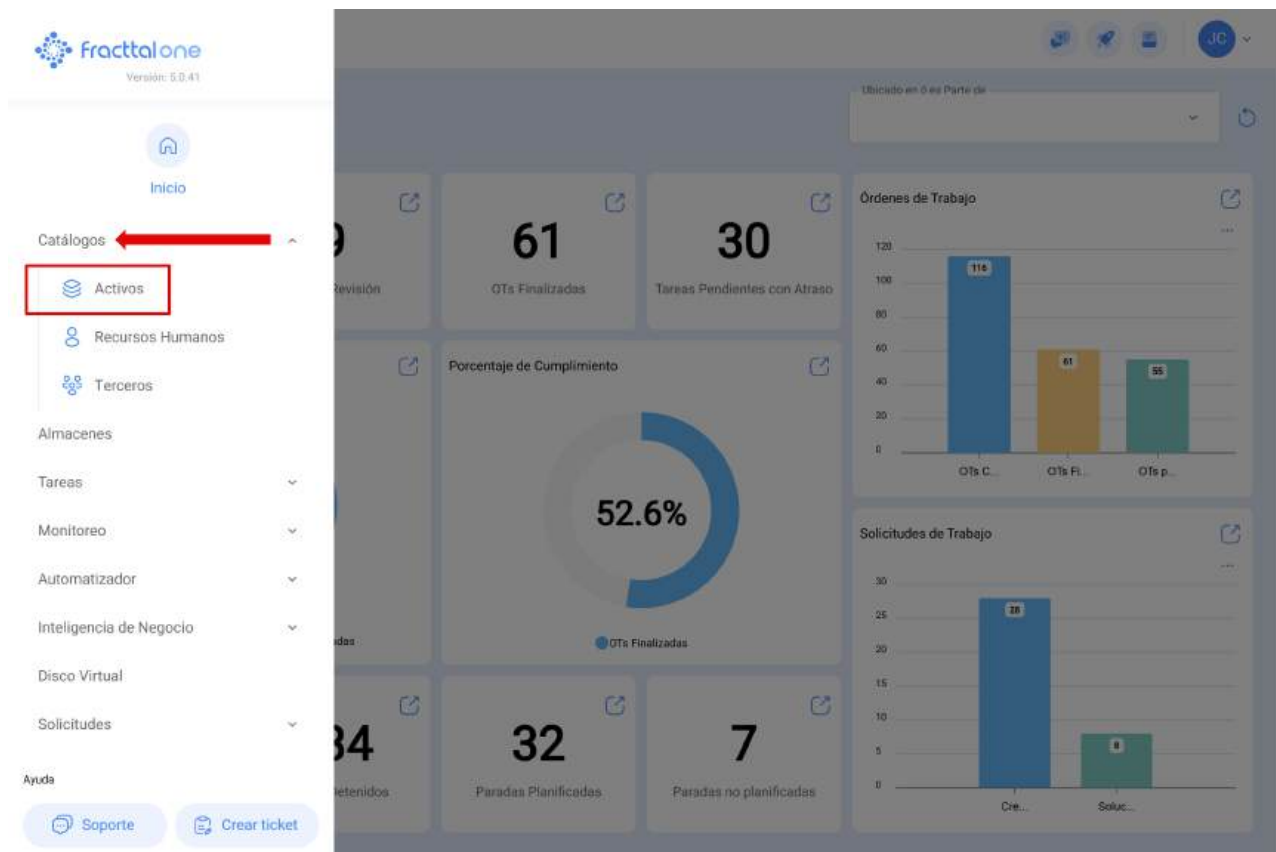 fracttalone
Versión: 5.0.41
Inicio
Catálogos
Activos
Recursos Humanos
Terceros
Almacenes
Tareas
Monitoreo
Automatizador
Inteligencia de Negocio
Disco Virtual
Solicitudes
Ayuda
Soporte
Crear ticket
JC
Ubicado en ó es Parte de
Revisión
61
OTs Finalizadas
30
Tareas Pendientes con Atraso
Porcentaje de Cumplimiento
52.6%
OTs Finalizadas
32
Paradas Planificadas
7
Paradas no planificadas
Órdenes de Trabajo
120
100
80
60
40
20
0
116
61
55
OTs C...
OTs Fi...
OTs p...
Solicitudes de Trabajo
30
25
20
15
10
5
0
28
8
Cre...
Soluc...